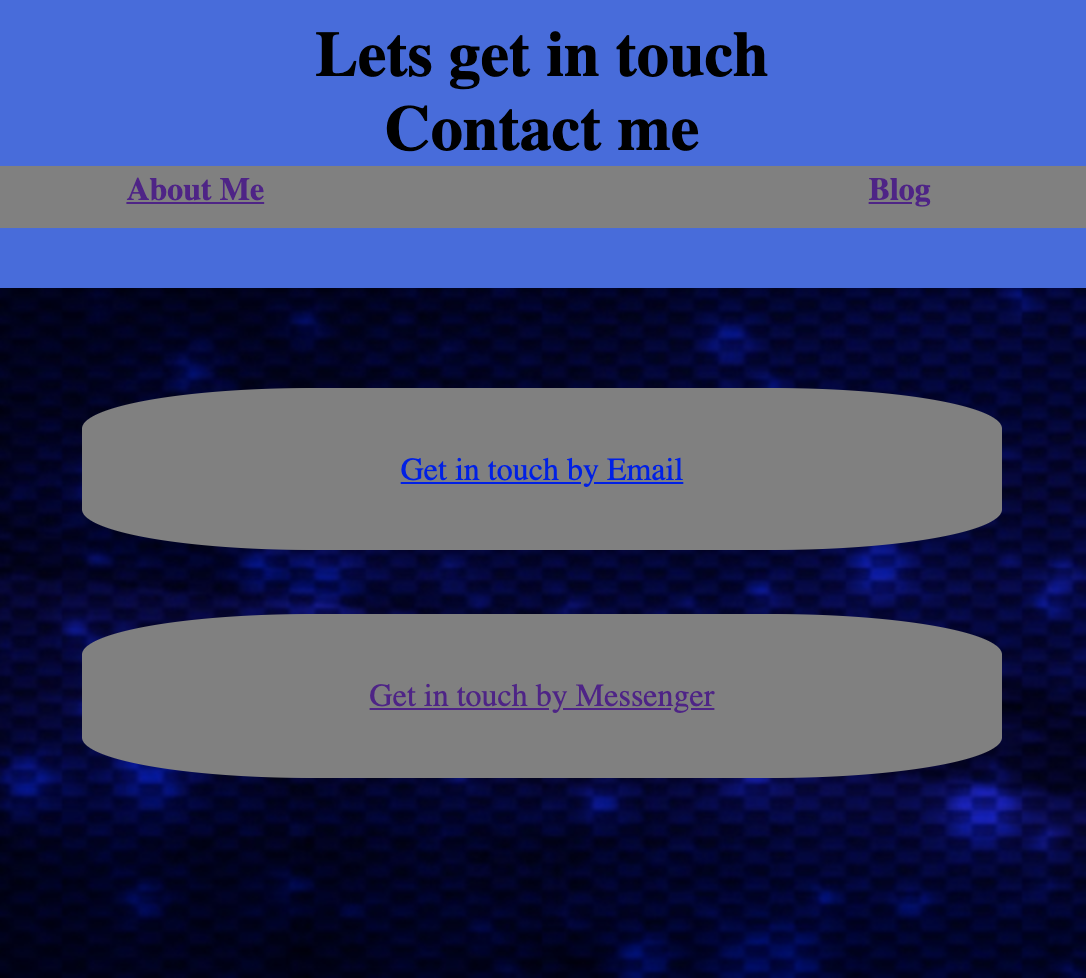 Lets get in touch
Contact me
About Me Blog
Get in touch by Email
Get in touch by Messenger